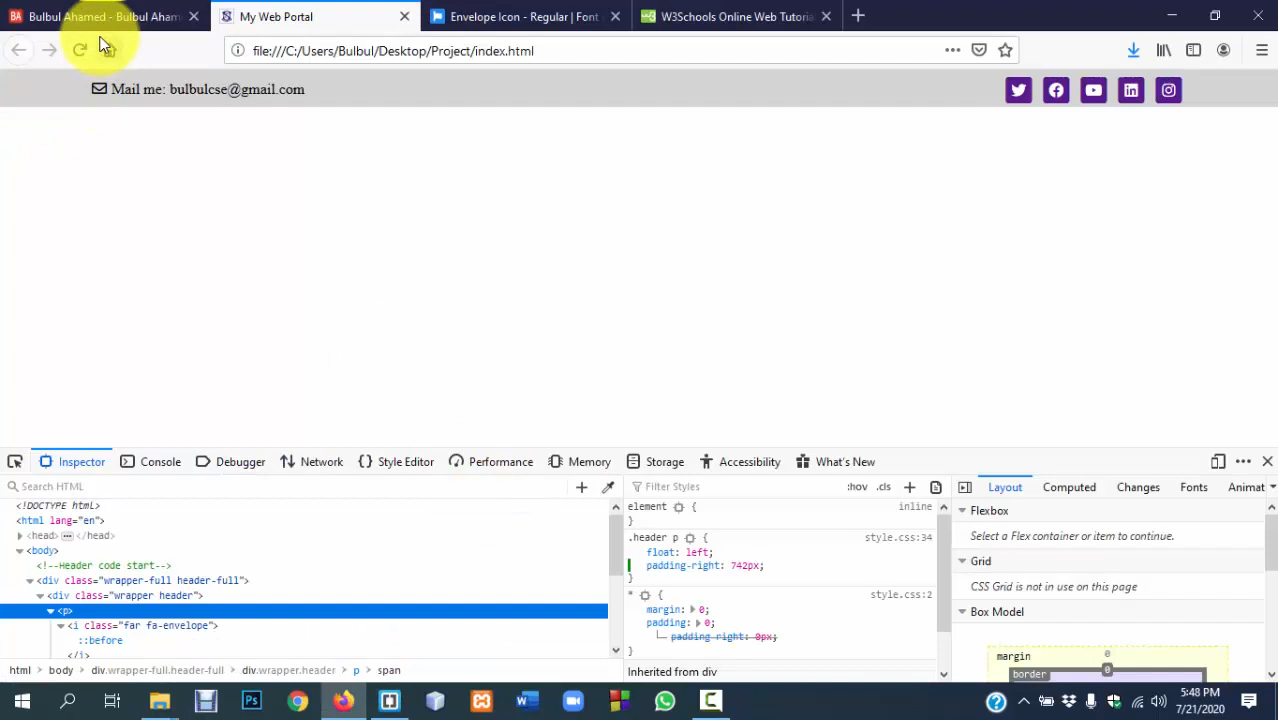 Bulbul Ahamed - Bulbul Aham
My Web Portal
Envelope Icon - Regular | Font
W3Schools Online Web Tutoria
file:///C:/Users/Bulbul/Desktop/Project/index.html
Mail me: bulbulcse@gmail.com
Inspector
Console
Debugger
Network
Style Editor
Performance
Memory
Storage
Accessibility
What's New
Search HTML
Filter Styles
:hov
.cls
Layout
Computed
Changes
Fonts
Animat
<!DOCTYPE html>
<html lang="en">
<head> </head>
<body>
<!--Header code start-->
<div class="wrapper-full header-full">
<div class="wrapper header">
<p>
<i class="far fa-envelope">
::before
</i>
html
body
div.wrapper-full.header-full
div.wrapper.header
p
span
element {
inline
}
.header p {
style.css:34
float: left;
padding-right: 742px;
}
* {
style.css:2
margin: 0;
padding: 0;
padding-right: 0px;
}
Inherited from div
Flexbox
Select a Flex container or item to continue.
Grid
CSS Grid is not in use on this page
Box Model
margin
0
border
0
5:48 PM
7/21/2020